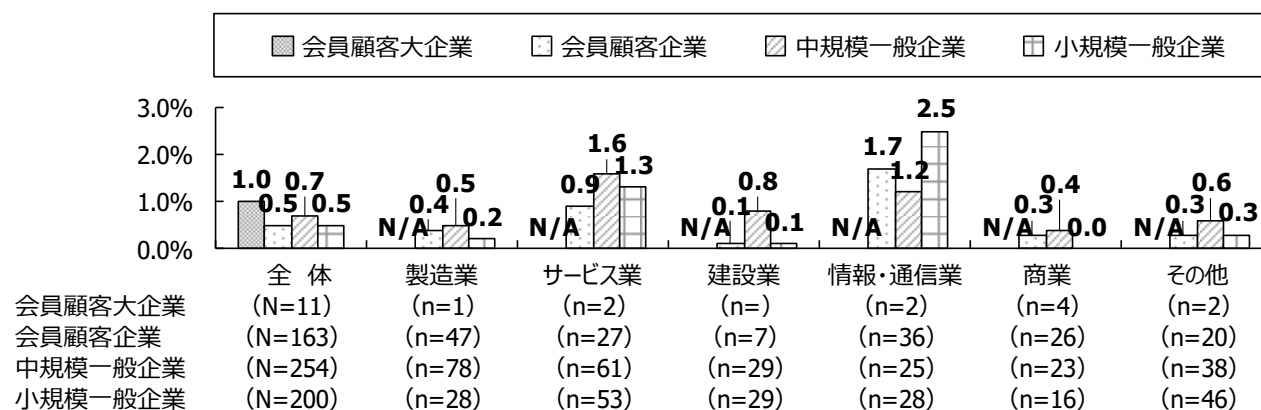 会員顧客大企業 会員顧客企業 中規模一般企業 小規模一般企業
3.0%
2.0%
1.0%
0.0%
1.0 0.5 0.7 0.5
N/A 0.4 0.5 0.2
N/A 0.9 1.6 1.3
N/A 0.1 0.8 0.1
N/A 1.7 1.2 2.5
N/A 0.3 0.4 0.0
N/A 0.3 0.6 0.3
全 体 製造業 サービス業 建設業 情報・通信業 商業 その他
会員顧客大企業 (N=11) (n=1) (n=2) (n=) (n=2) (n=4) (n=2)
会員顧客企業 (N=163) (n=47) (n=27) (n=7) (n=36) (n=26) (n=20)
中規模一般企業 (N=254) (n=78) (n=61) (n=29) (n=25) (n=23) (n=38)
小規模一般企業 (N=200) (n=28) (n=53) (n=29) (n=28) (n=16) (n=46)